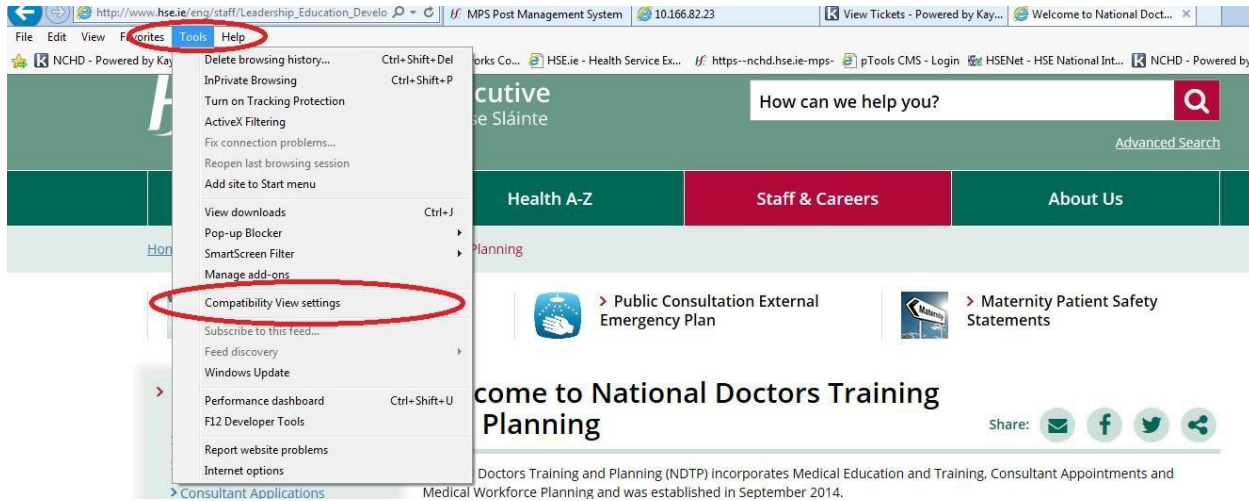 http://www.hse.ie/eng/staff/Leadership_Education_Develo
MPS Post Management System
10.166.82.23
View Tickets - Powered by Kay...
Welcome to National Doct...
File Edit View Favorites Tools Help
NCHD - Powered by Kay
orks Co...
HSE.ie - Health Service Ex...
https--nchd.hse.ie-mps-
pTools CMS - Login
HSENet - HSE National Int...
NCHD - Powered by
Delete browsing history... Ctrl+Shift+Del
InPrivate Browsing Ctrl+Shift+P
Turn on Tracking Protection
ActiveX Filtering
Fix connection problems...
Reopen last browsing session
Add site to Start menu
View downloads Ctrl+J
Pop-up Blocker
SmartScreen Filter
Manage add-ons
Compatibility View settings
Subscribe to this feed...
Feed discovery
Windows Update
Performance dashboard Ctrl+Shift+U
F12 Developer Tools
Report website problems
Internet options
cutive
se Sláinte
How can we help you?
Advanced Search
Health A-Z
Staff & Careers
About Us
Hon
Planning
> Public Consultation External
Emergency Plan
Maternity
> Maternity Patient Safety
Statements
come to National Doctors Training
Planning
Share:
Doctors Training and Planning (NDTP) incorporates Medical Education and Training, Consultant Appointments and
> Consultant Applications
Medical Workforce Planning and was established in September 2014.